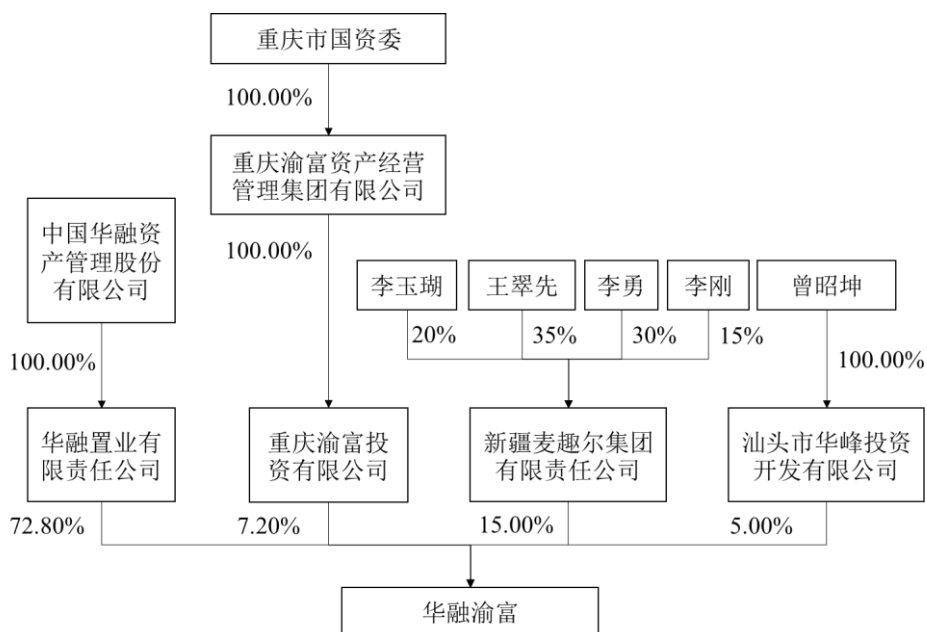 重庆市国资委
100.00%
重庆渝富资产经营
管理集团有限公司
中国华融资
产管理股份
有限公司
100.00%
李玉瑚
王翠先
李勇
李刚
曾昭坤
20%
35%
30%
15%
100.00%
100.00%
华融置业有
限责任公司
重庆渝富投
资有限公司
新疆麦趣尔集团
有限责任公司
汕头市华峰投资
开发有限公司
72.80%
7.20%
15.00%
5.00%
华融渝富